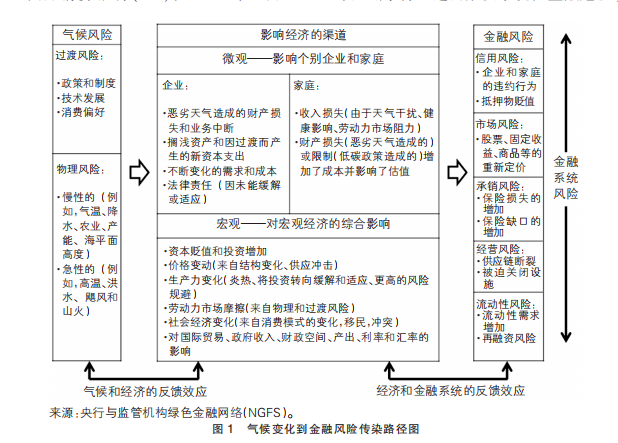 气候风险
过渡风险：
·政策和制度
·技术发展
·消费偏好
物理风险：
·慢性的（例
如，气温、降
水、农业、产
能、海平面
高度）
·急性的（例
如，高温、洪
水、飓风和
山火）
影响经济的渠道
微观——影响个别企业和家庭
企业：
·恶劣天气造成的财产
损失和业务中断
·搁浅资产和因过渡而产
生的新资本支出
·不断变化的需求和成本
·法律责任（因未能缓解
或适应）
家庭：
·收入损失（由于天气干扰、健
康影响、劳动力市场阻力）
·财产损失（恶劣天气造成的）
或限制（低碳政策造成的）增
加了成本并影响了估值
宏观——对宏观经济的综合影响
·资本贬值和投资增加
·价格变动（来自结构变化、供应冲击）
·生产力变化（炎热、将投资转向缓解和适应、更高的风险
规避）
·劳动力市场摩擦（来自物理和过渡风险）
·社会经济变化（来自消费模式的变化，移民，冲突）
·对国际贸易、政府收入、财政空间、产出、利率和汇率的
影响
金融风险
信用风险：
·企业和家庭
的违约行为
·抵押物贬值
市场风险：
·股票、固定收
益、商品等的
重新定价
承销风险：
·保险损失的
增加
·保险缺口的
增加
经营风险：
·供应链断裂
·被迫关闭设
施
流动性风险：
·流动性需求
增加
·再融资风险
金融
系统
风险
气候和经济的反馈效应
经济和金融系统的反馈效应
来源：央行与监管机构绿色金融网络（NGFS）。
图 1 气候变化到金融风险传染路径图